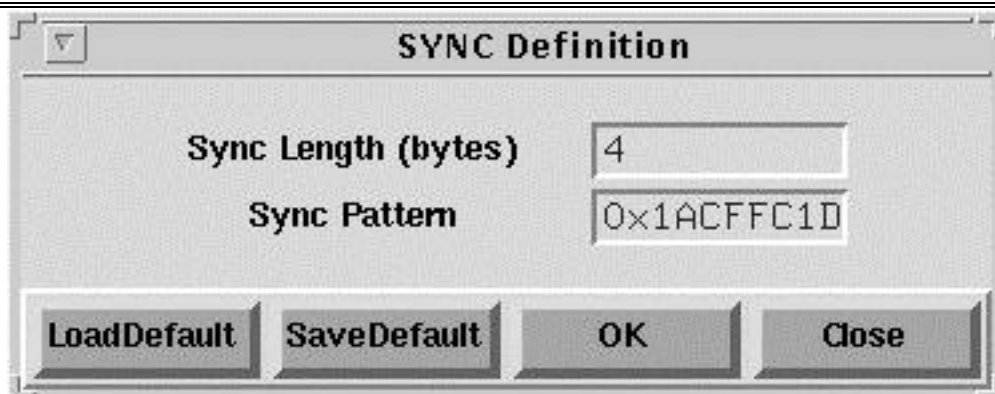 SYNC Definition
Sync Length (bytes) 4
Sync Pattern 0x1ACFFC1D
LoadDefault SaveDefault OK Close